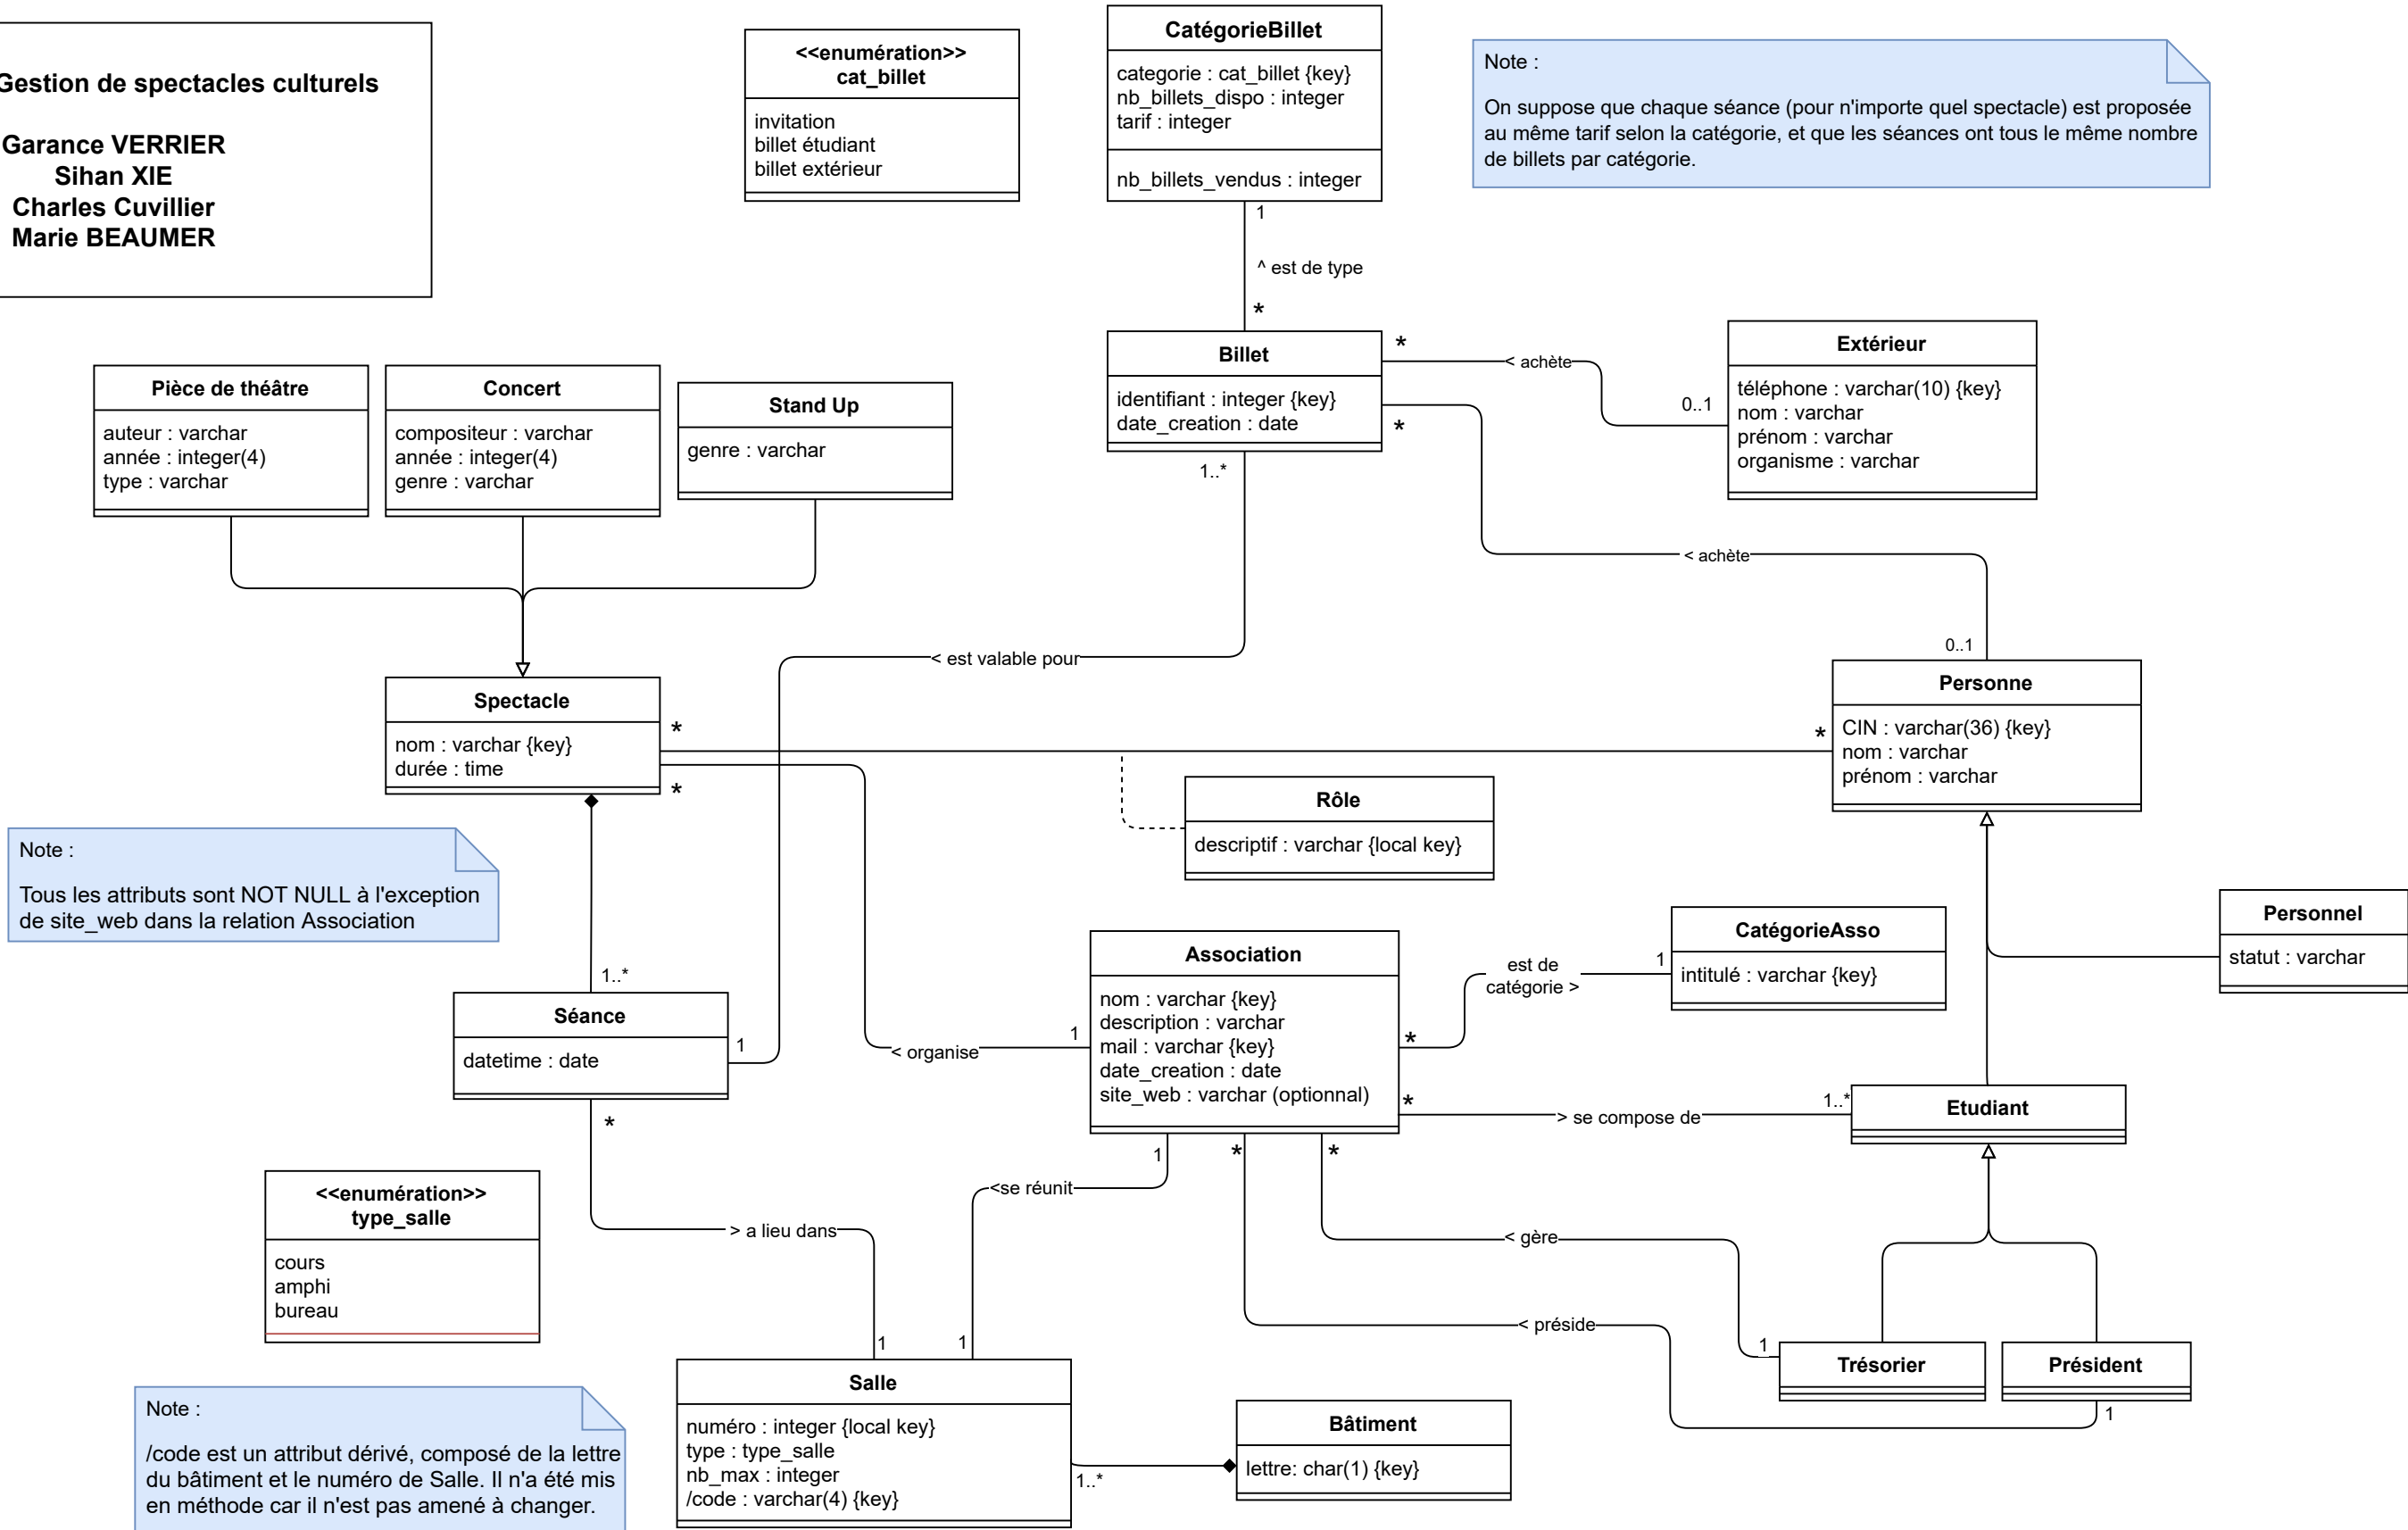 Gestion de spectacles culturels
Garance VERRIER
Sihan XIE
Charles Cuvillier
Marie BEAUMER
<<enumération>>
cat_billet
invitation
billet étudiant
billet extérieur
CatégorieBillet
categorie : cat_billet {key}
nb_billets_dispo : integer
tarif : integer
nb_billets_vendus : integer
Note :
On suppose que chaque séance (pour n'importe quel spectacle) est proposée
au même tarif selon la catégorie, et que les séances ont tous le même nombre
de billets par catégorie.
1
^ est de type
*
Billet
identifiant : integer {key}
date_creation : date
*
< achète
0..1
*
1..*
Extérieur
téléphone : varchar(10) {key}
nom : varchar
prénom : varchar
organisme : varchar
Pièce de théâtre
auteur : varchar
année : integer(4)
type : varchar
Concert
compositeur : varchar
année : integer(4)
genre : varchar
Stand Up
genre : varchar
< achète
0..1
< est valable pour
Spectacle
nom : varchar {key}
durée : time
*
*
*
Personne
CIN : varchar(36) {key}
nom : varchar
prénom : varchar
Rôle
descriptif : varchar {local key}
Note :
Tous les attributs sont NOT NULL à l'exception
de site_web dans la relation Association
1..*
Séance
datetime : date
1
*
< organise
1
Association
nom : varchar {key}
description : varchar
mail : varchar {key}
date_creation : date
site_web : varchar (optionnal)
est de
catégorie >
1
*
CatégorieAsso
intitulé : varchar {key}
Personnel
statut : varchar
*
> se compose de
1..*
Etudiant
1
*
*
<se réunit
> a lieu dans
< gère
< préside
<<enumération>>
type_salle
cours
amphi
bureau
1
1
1
Trésorier
Président
1
Salle
numéro : integer {local key}
type : type_salle
nb_max : integer
/code : varchar(4) {key}
1..*
Bâtiment
lettre: char(1) {key}
Note :
/code est un attribut dérivé, composé de la lettre
du bâtiment et le numéro de Salle. Il n'a été mis
en méthode car il n'est pas amené à changer.